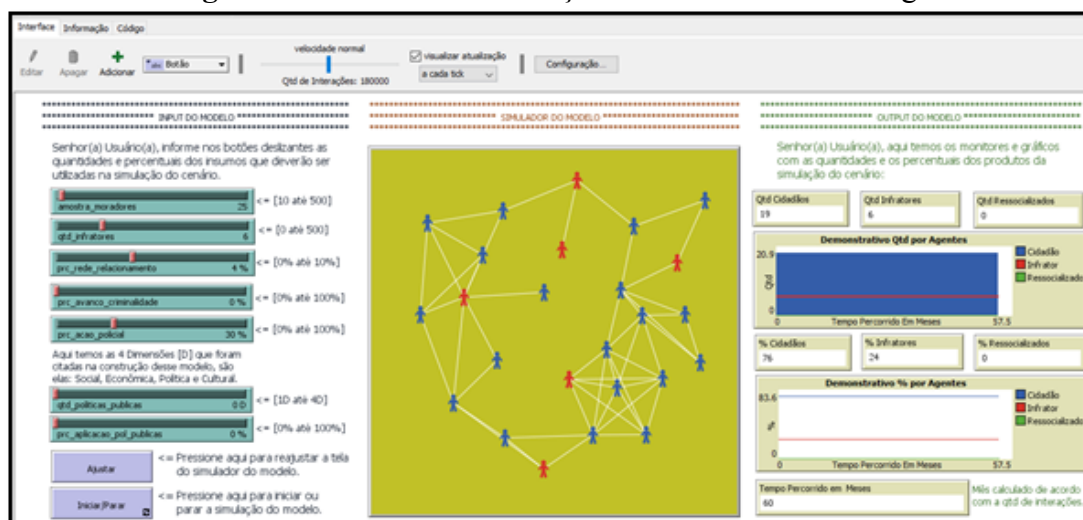 Interface Informação Código
Editar Apagar Adicionar
Botão
velocidade normal
Qtd de Interações: 180000
visualizar atualização
a cada tick
Configuração...
INPUT DO MODELO
Senhor(a) Usuário(a), informe nos botões deslizantes as
quantidades e percentuais dos insumos que deverão ser
utilizadas na simulação do cenário.
amostra_moradores 25 <= [10 até 500]
qtd_infratores 6 <= [0 até 500]
prc_rede_relacionamento 4 % <= [0% até 10%]
prc_avanco_criminalidade 0 % <= [0% até 100%]
prc_acao_policial 30 % <= [0% até 100%]
Aqui temos as 4 Dimensões [D] que foram
citadas na construção desse modelo, são
elas: Social, Econômica, Política e Cultural.
qtd_politicas_publicas 0 D <= [1D até 4D]
prc_aplicacao_pol_publicas 0 % <= [0% até 100%]
Ajustar
<= Pressione aqui para reajustar a tela
do simulador do modelo.
Iniciar/Parar
<= Pressione aqui para iniciar ou
parar a simulação do modelo.
SIMULADOR DO MODELO
OUTPUT DO MODELO
Senhor(a) Usuário(a), aqui temos os monitores e gráficos
com as quantidades e os percentuais dos produtos da
simulação do cenário:
Qtd Cidadãos Qtd Infratores Qtd Ressocializados
19 6 0
Demonstrativo Qtd por Agentes
20.9
Qtd
0
0 Tempo Percorrido Em Meses 57.5
Cidadão
Infrator
Ressocializado
% Cidadãos % Infratores % Ressocializados
76 24 0
Demonstrativo % por Agentes
83.6
%
0
0 Tempo Percorrido Em Meses 57.5
Cidadão
Infrator
Ressocializado
Tempo Percorrido em Meses
60
Mês calculado de acordo
com a qtd de interações.